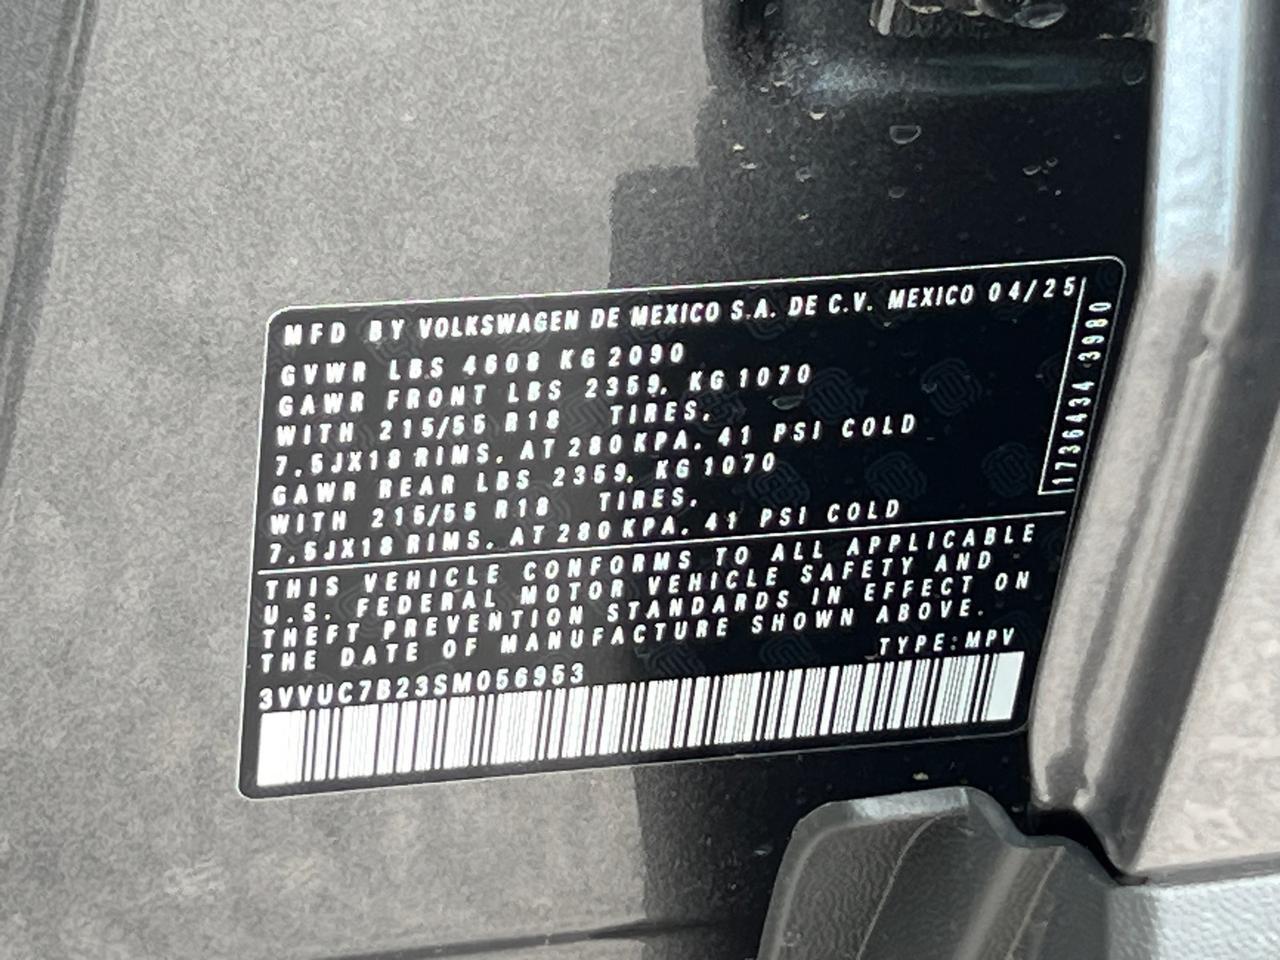 MFD BY VOLKSWAGEN DE MEXICO S.A. DE C.V. MEXICO 04/25
GVWR LBS 4608 KG 2090
GAWR FRONT LBS 2359, KG 1070
WITH 215/55 R18 TIRES,
7,5JX18 RIMS, AT 280 KPA, 41 PSI COLD
GAWR REAR LBS 2359, KG 1070
WITH 215/55 R18 TIRES,
7,5JX18 RIMS, AT 280 KPA, 41 PSI COLD
1736434 3980
THIS VEHICLE CONFORMS TO ALL APPLICABLE
U.S. FEDERAL MOTOR VEHICLE SAFETY AND
THEFT PREVENTION STANDARDS IN EFFECT ON
THE DATE OF MANUFACTURE SHOWN ABOVE.
TYPE:MPV
3VVUC7B23SM056953